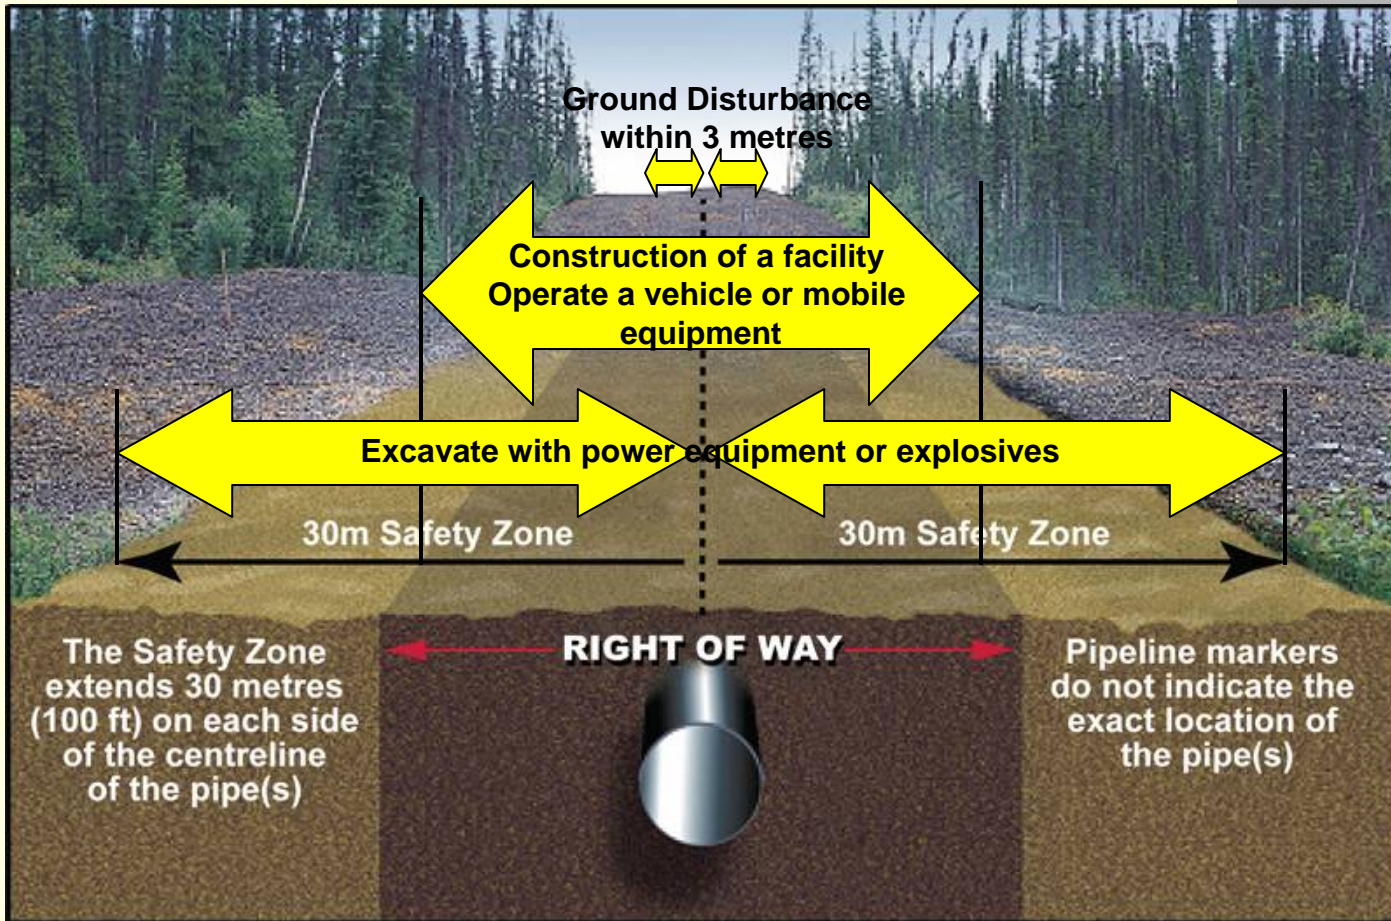 Ground Disturbance
within 3 metres
Construction of a facility
Operate a vehicle or mobile
equipment
Excavate with power equipment or explosives
30m Safety Zone
30m Safety Zone
RIGHT OF WAY
The Safety Zone
extends 30 metres
(100 ft) on each side
of the centreline
of the pipe(s)
Pipeline markers
do not indicate the
exact location of
the pipe(s)